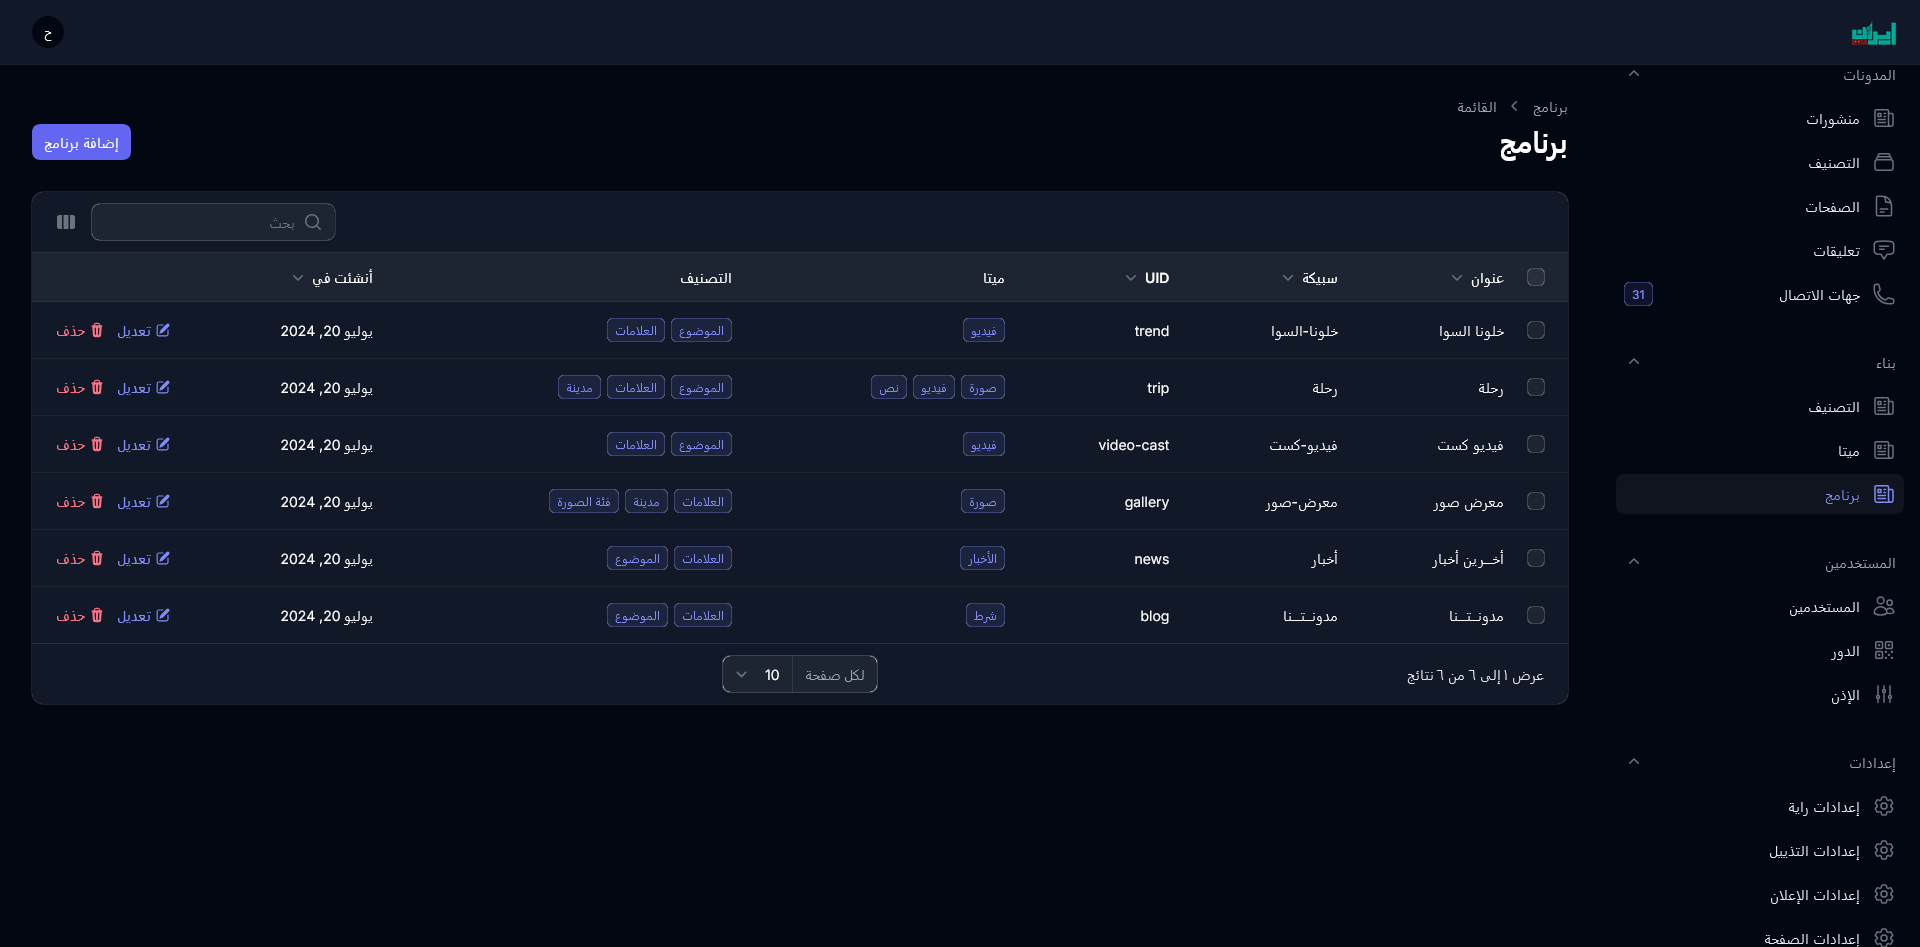 ايران
ح
المدونات
منشورات
التصنيف
الصفحات
تعليقات
جهات الاتصال 31
بناء
التصنيف
ميتا
برنامج
المستخدمين
المستخدمين
الدور
الإذن
إعدادات
إعدادات راية
إعدادات التذييل
إعدادات الإعلان
إعدادات الصفحة
برنامج القائمة
برنامج
إضافة برنامج
بحث
عنوان سبيكة UID ميتا التصنيف أنشئت في
خلونا السوا خلونا-السوا trend فيديو الموضوع العلامات يوليو 20, 2024 تعديل حذف
رحلة رحلة trip صورة فيديو نص الموضوع العلامات مدينة يوليو 20, 2024 تعديل حذف
فيديو كست فيديو-كست video-cast فيديو الموضوع العلامات يوليو 20, 2024 تعديل حذف
معرض صور معرض-صور gallery صورة العلامات مدينة فئة الصورة يوليو 20, 2024 تعديل حذف
أخـــرين أخبار أخبار news الأخبار العلامات الموضوع يوليو 20, 2024 تعديل حذف
مدونـــتـــنا مدونـــتـــنا blog شرط العلامات الموضوع يوليو 20, 2024 تعديل حذف
عرض ١ إلى ٦ من ٦ نتائج
لكل صفحة 10